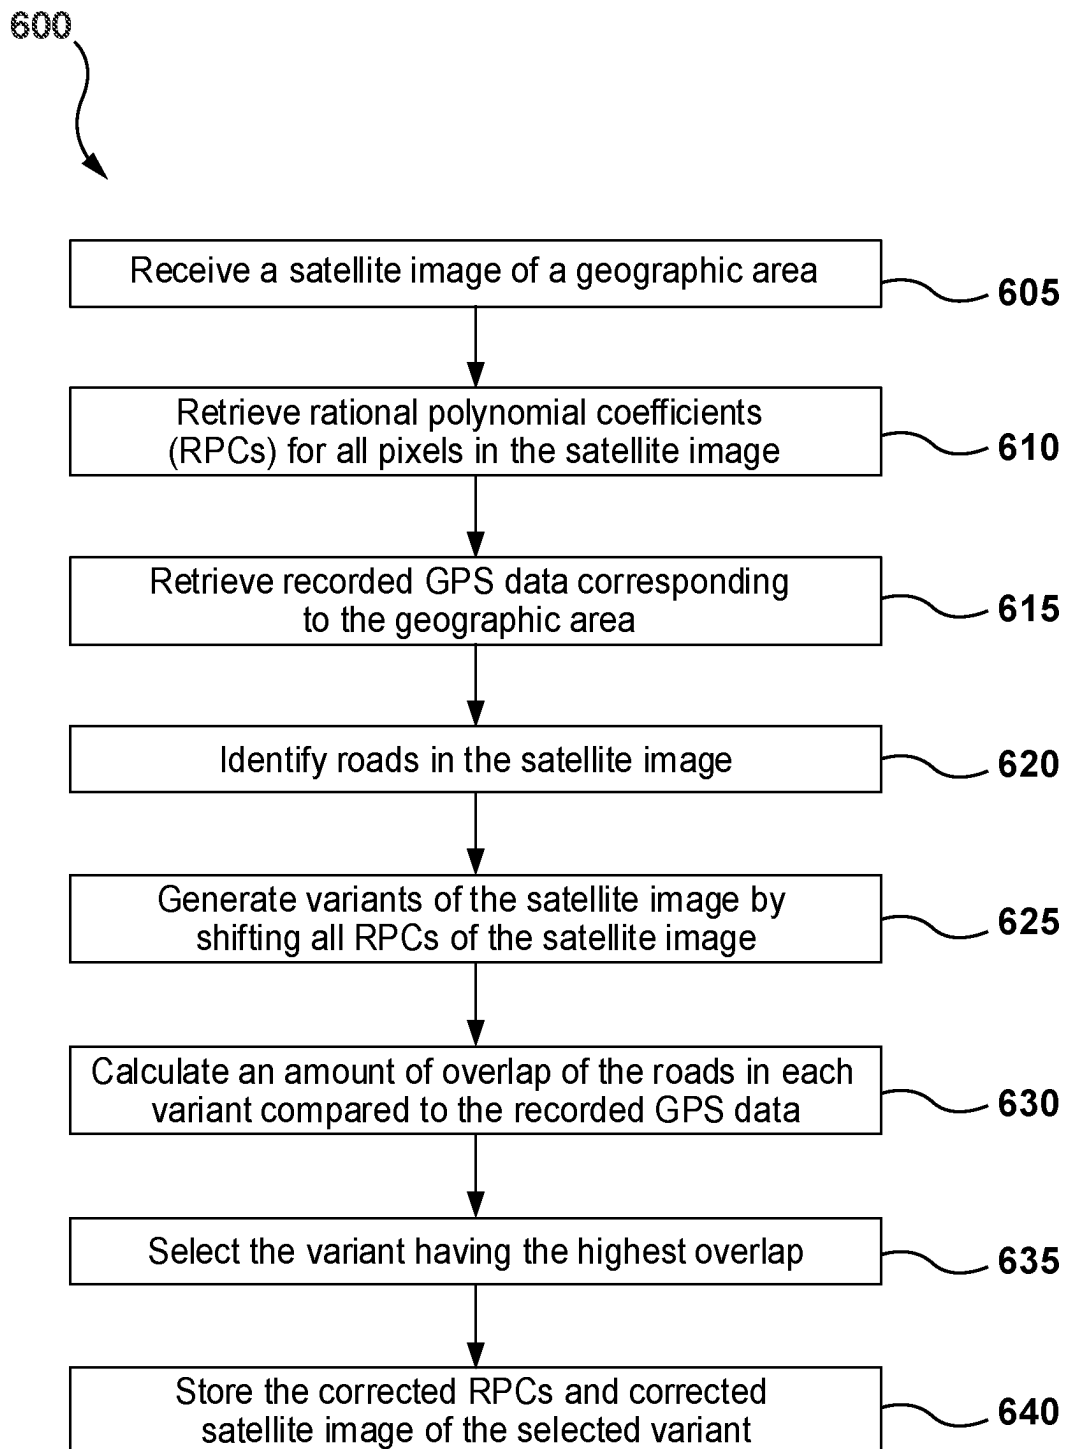 600
Receive a satellite image of a geographic area
605
Retrieve rational polynomial coefficients
(RPCs) for all pixels in the satellite image
610
Retrieve recorded GPS data corresponding
to the geographic area
615
Identify roads in the satellite image
620
Generate variants of the satellite image by
shifting all RPCs of the satellite image
625
Calculate an amount of overlap of the roads in each
variant compared to the recorded GPS data
630
Select the variant having the highest overlap
635
Store the corrected RPCs and corrected
satellite image of the selected variant
640